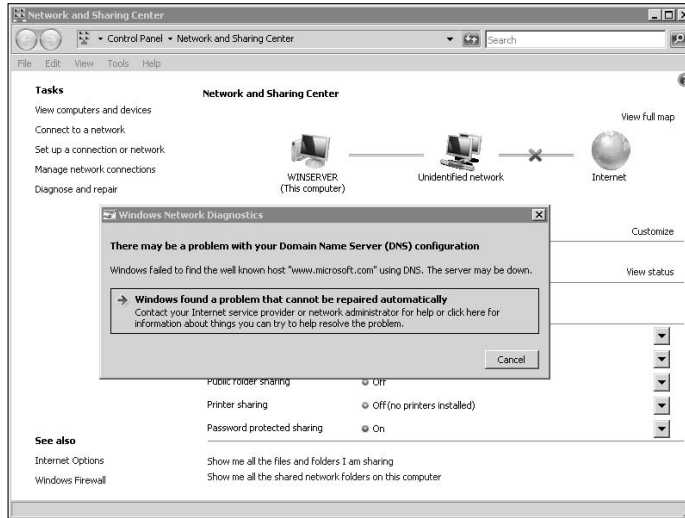 Network and Sharing Center
Control Panel Network and Sharing Center Search
File Edit View Tools Help
Tasks
View computers and devices
Connect to a network
Set up a connection or network
Manage network connections
Diagnose and repair
See also
Internet Options
Windows Firewall
Network and Sharing Center
View full map
WINSERVER
(This computer)
Unidentified network
Internet
Customize
View status
Windows Network Diagnostics
There may be a problem with your Domain Name Server (DNS) configuration
Windows failed to find the well known host "www.microsoft.com" using DNS. The server may be down.
Windows found a problem that cannot be repaired automatically
Contact your Internet service provider or network administrator for help or click here for
information about things you can try to help resolve the problem.
Cancel
Public folder sharing Off
Printer sharing Off (no printers installed)
Password protected sharing On
Show me all the files and folders I am sharing
Show me all the shared network folders on this computer